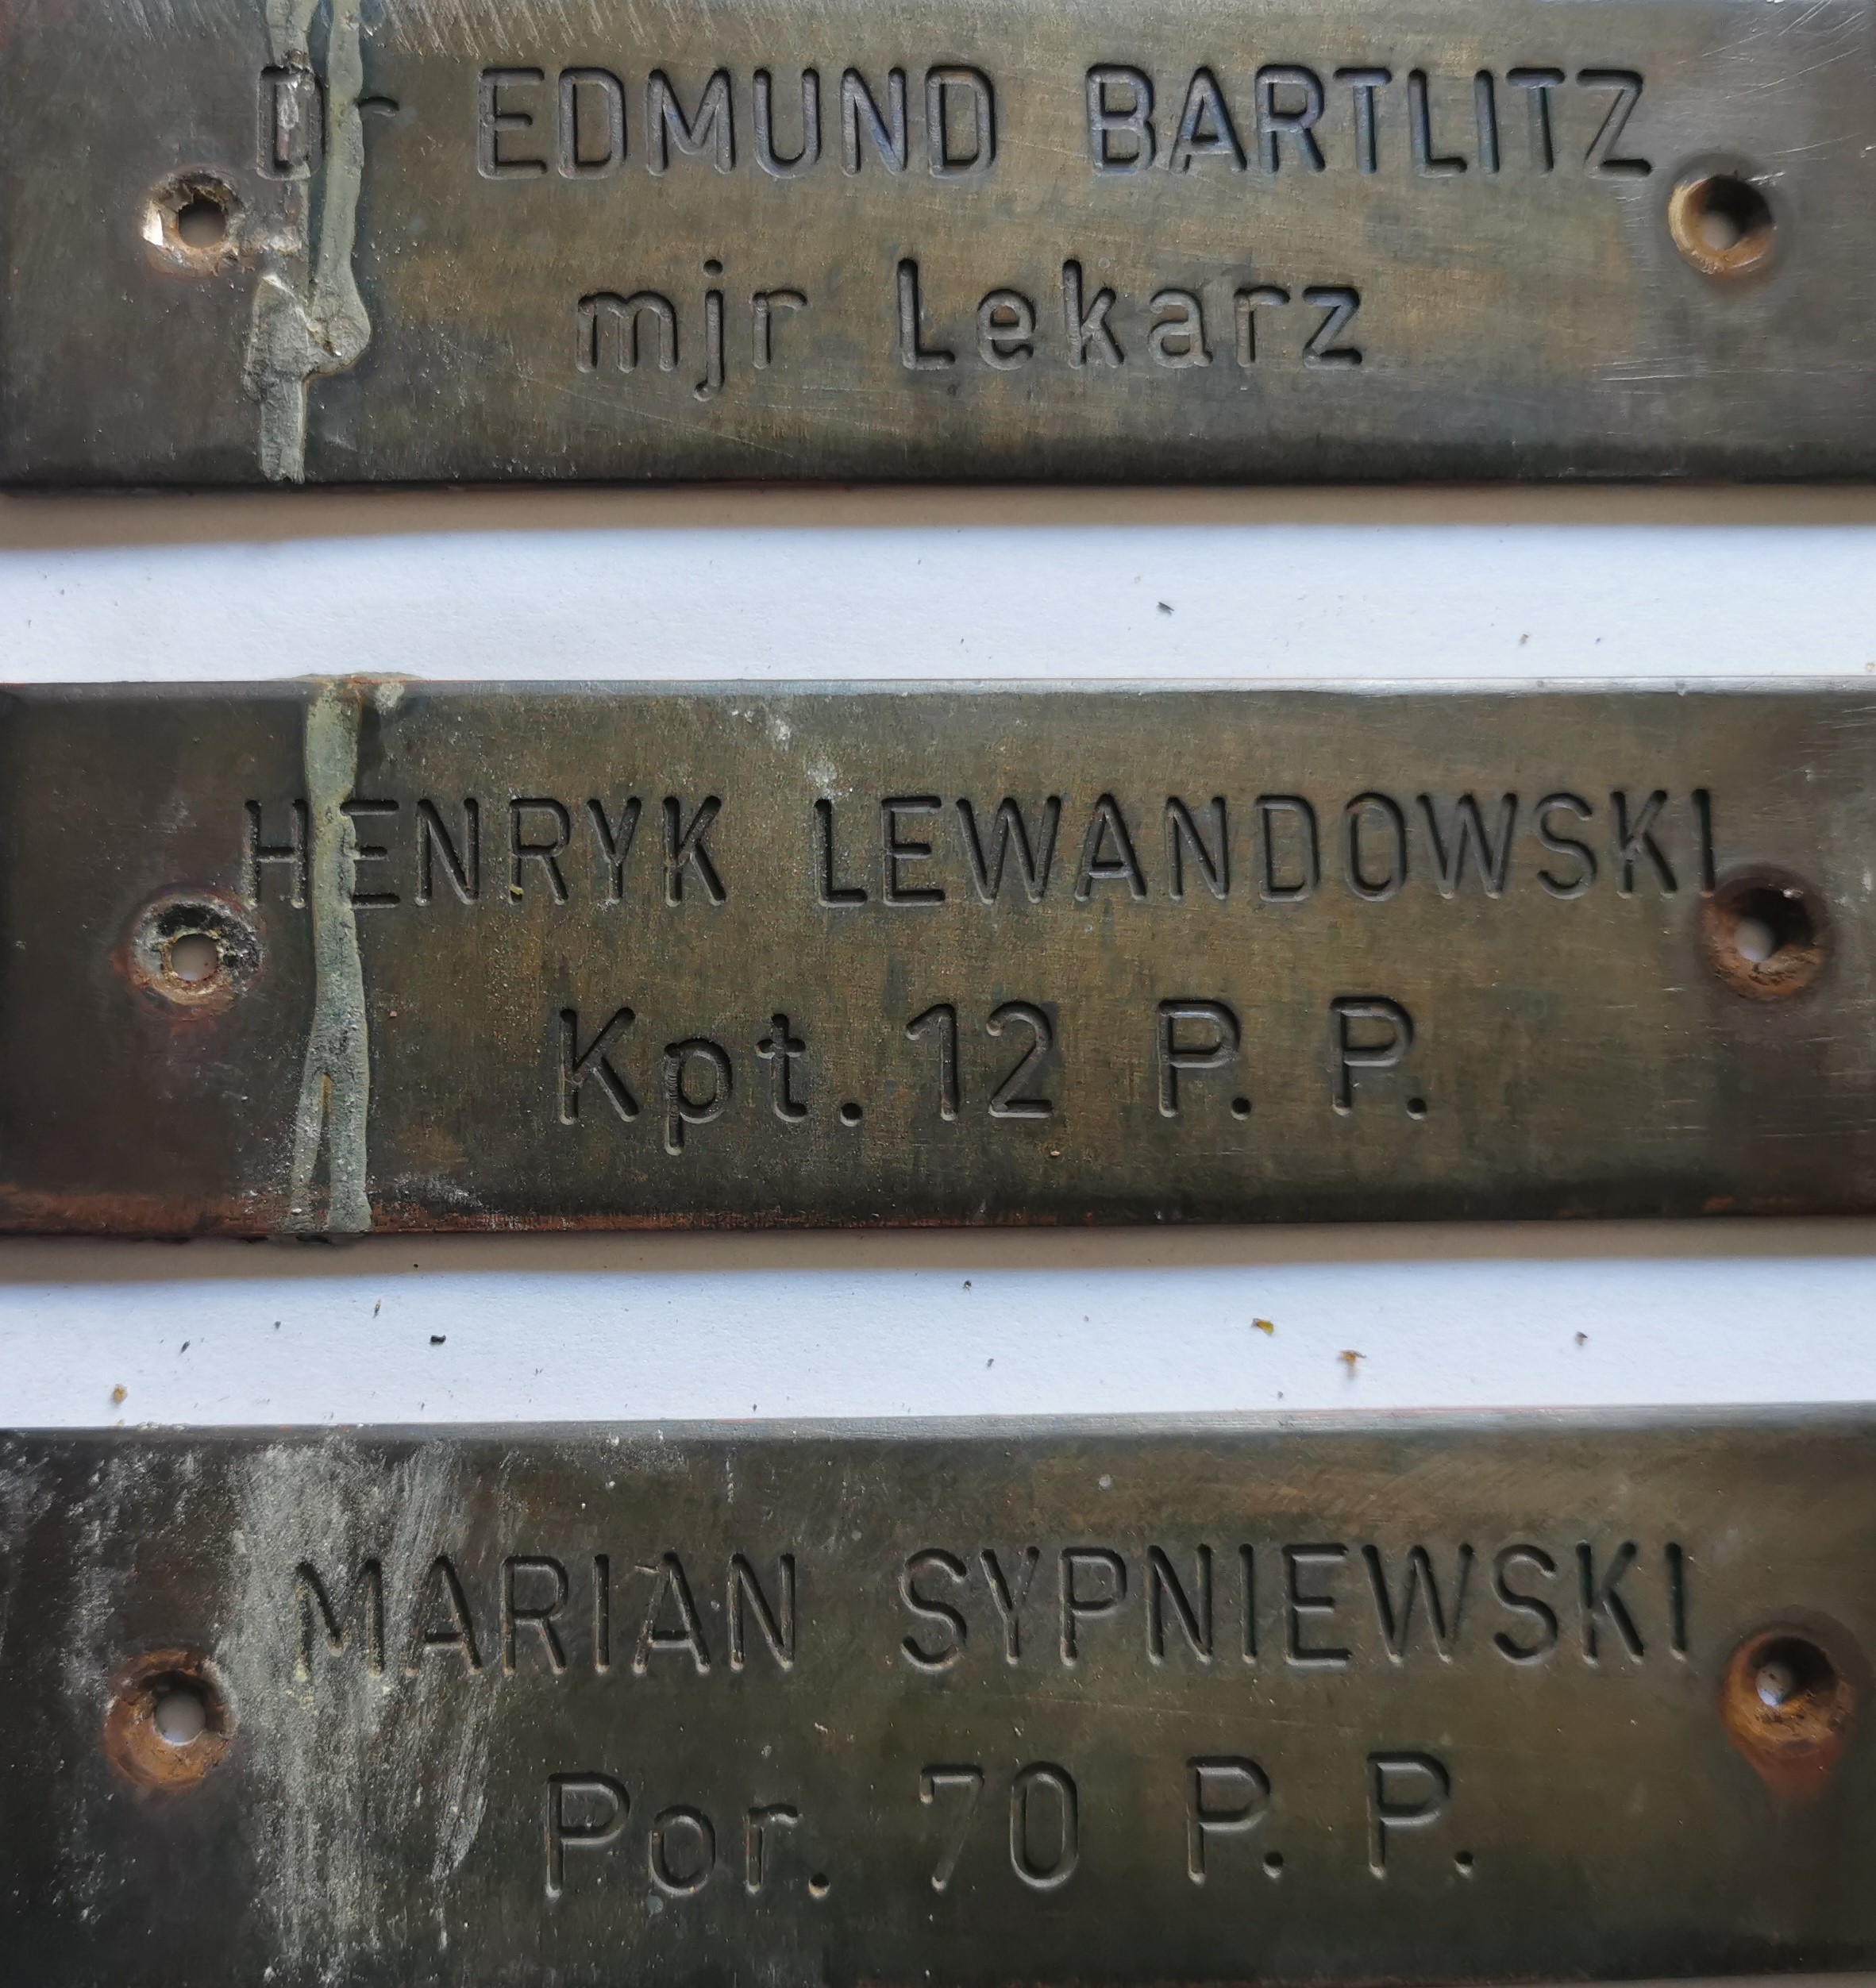 Dr EDMUND BARTLITZ
mjr Lekarz
HENRYK LEWANDOWSKI
Kpt. 12 P. P.
MARIAN SYPNIEWSKI
Por. 70 P. P.